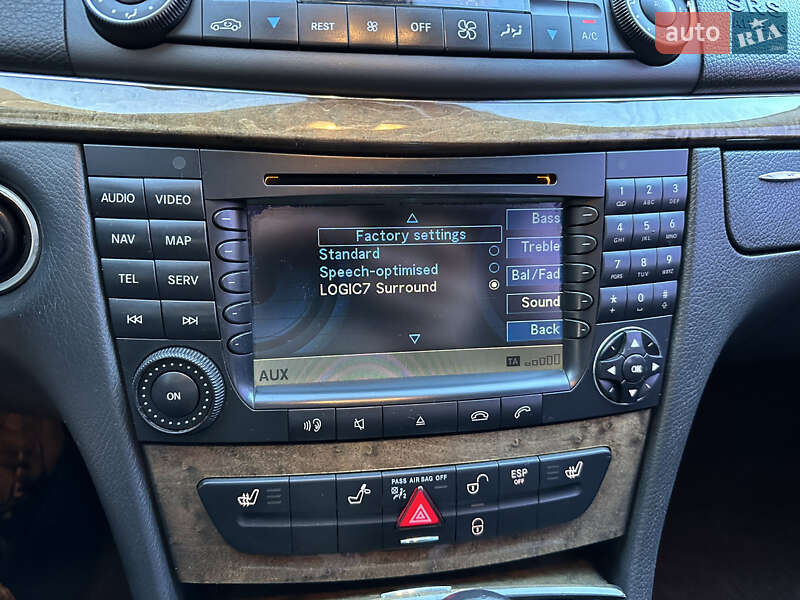 REST
OFF
A/C
SRS
auto RIA
AUDIO
VIDEO
NAV
MAP
TEL
SERV
ON
Factory settings
Standard
Speech-optimised
LOGIC7 Surround
Bass
Treble
Bal/Fad
Sound
Back
AUX
TA
1
2 ABC
3 DEF
4 GHI
5 JKL
6 MNO
7 PQRS
8 TUV
9 WXYZ
*
0
#
OK
PASS AIR BAG OFF
ESP
OFF